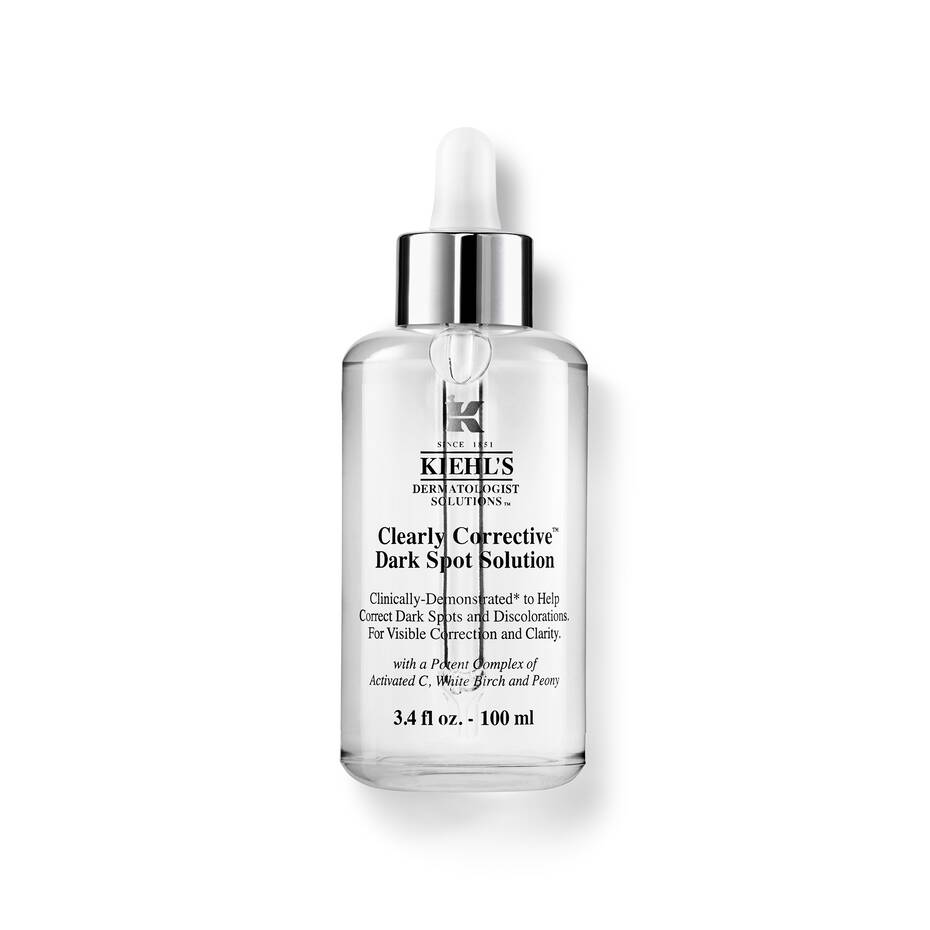 K
SINCE 1851
KIEHL'S
DERMATOLOGIST
SOLUTIONS™
Clearly Corrective™
Dark Spot Solution
Clinically-Demonstrated* to Help
Correct Dark Spots and Discolorations.
For Visible Correction and Clarity.
with a Potent Complex of
Activated C, White Birch and Peony
3.4 fl oz. - 100 ml